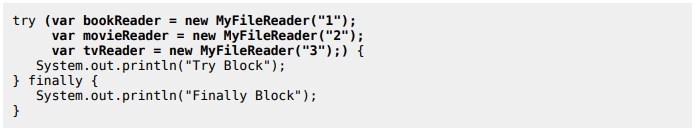 try (var bookReader = new MyFileReader("1");
     var movieReader = new MyFileReader("2");
     var tvReader = new MyFileReader("3");) {
   System.out.println("Try Block");
} finally {
   System.out.println("Finally Block");
}